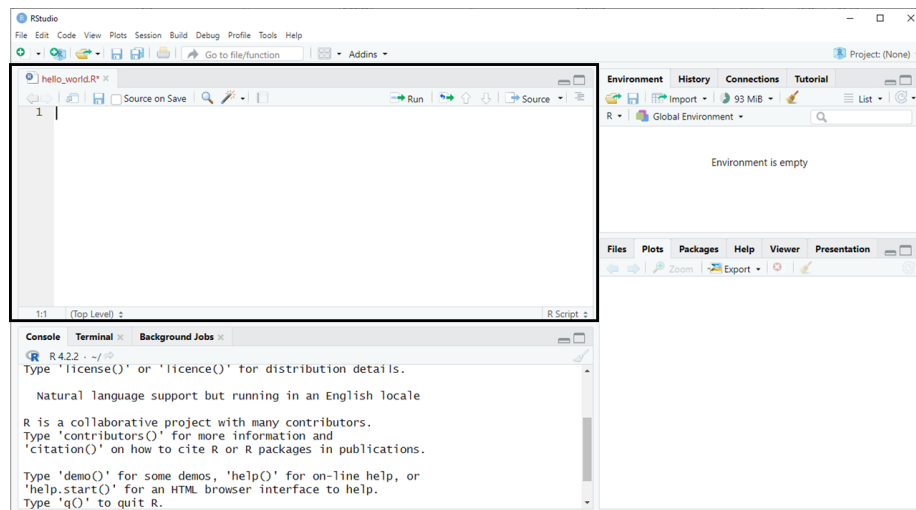 RStudio
File Edit Code View Plots Session Build Debug Profile Tools Help
Go to file/function Addins Project: (None)
hello_world.R*
Source on Save Run Source
1
1:1 (Top Level) R Script
Console Terminal Background Jobs
R 4.2.2 · ~/
Type 'license()' or 'licence()' for distribution details.
Natural language support but running in an English locale
R is a collaborative project with many contributors.
Type 'contributors()' for more information and
'citation()' on how to cite R or R packages in publications.
Type 'demo()' for some demos, 'help()' for on-line help, or
'help.start()' for an HTML browser interface to help.
Type 'q()' to quit R.
Environment History Connections Tutorial
Import 93 MiB List
R Global Environment
Environment is empty
Files Plots Packages Help Viewer Presentation
Zoom Export